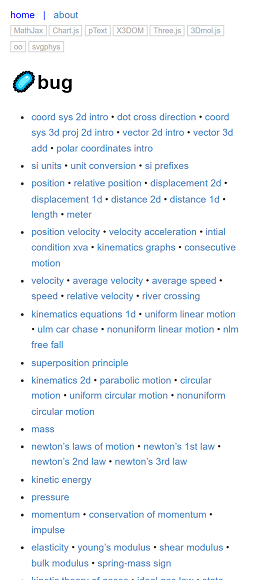 home | about
MathJax Chart.js pText X3DOM Three.js 3Dmol.js
oo svgphys
bug
• coord sys 2d intro • dot cross direction • coord
sys 3d proj 2d intro • vector 2d intro • vector 3d
add • polar coordinates intro
• si units • unit conversion • si prefixes
• position • relative position • displacement 2d •
displacement 1d • distance 2d • distance 1d •
length • meter
• position velocity • velocity acceleration • intial
condition xva • kinematics graphs • consecutive
motion
• velocity • average velocity • average speed •
speed • relative velocity • river crossing
• kinematics equations 1d • uniform linear motion
• ulm car chase • nonuniform linear motion • nlm
free fall
• superposition principle
• kinematics 2d • parabolic motion • circular
motion • uniform circular motion • nonuniform
circular motion
• mass
• newton's laws of motion • newton's 1st law •
newton's 2nd law • newton's 3rd law
• kinetic energy
• pressure
• momentum • conservation of momentum •
impulse
• elasticity • young's modulus • shear modulus •
bulk modulus • spring-mass sign